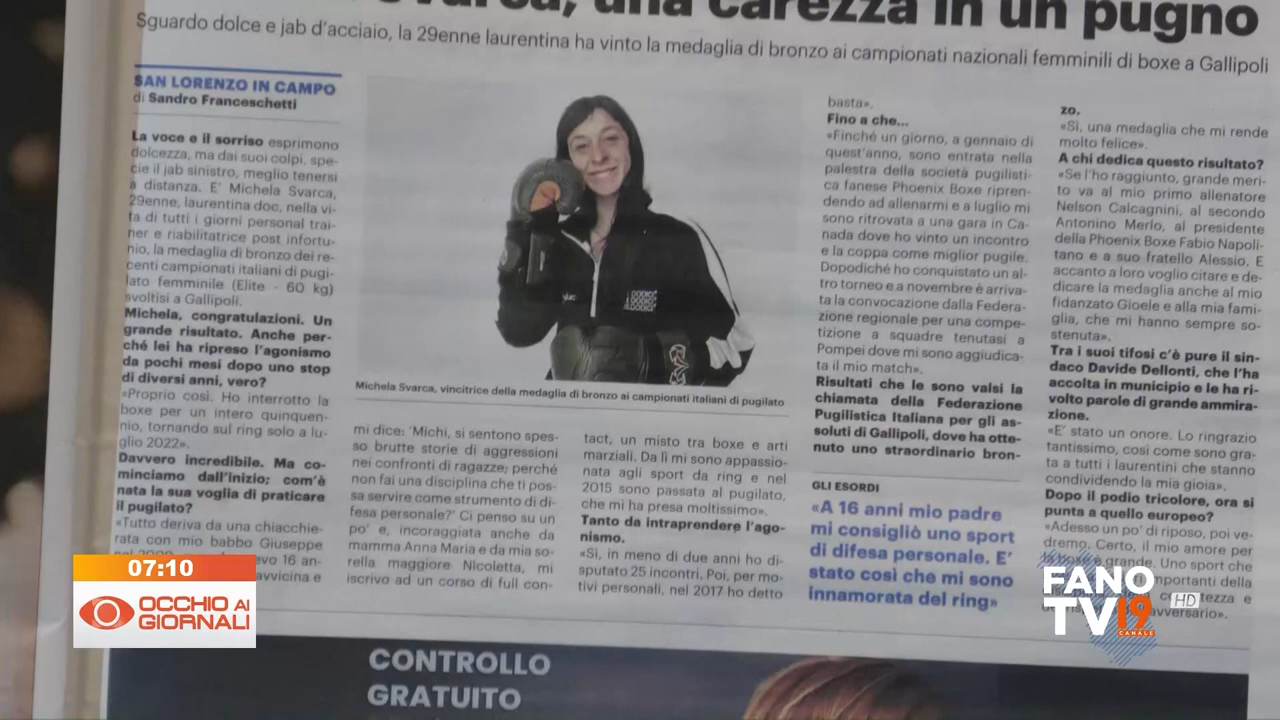 una carezza in un pugno
Sguardo dolce e jab d'acciaio, la 29enne laurentina ha vinto la medaglia di bronzo ai campionati nazionali femminili di boxe a Gallipoli
SAN LORENZO IN CAMPO
di Sandro Franceschetti
La voce e il sorriso esprimono
dolcezza, ma dai suoi colpi, spe-
cie il jab sinistro, meglio tenersi
a distanza. E' Michela Svarca,
29enne, laurentina doc, nella vi-
ta di tutti i giorni personal trai-
ner e riabilitatrice post infortu-
nio, la medaglia di bronzo dei re-
centi campionati italiani di pugi-
lato femminile (Elite - 60 kg)
svoltisi a Gallipoli.
Michela, congratulazioni. Un
grande risultato. Anche per-
ché lei ha ripreso l'agonismo
da pochi mesi dopo uno stop
di diversi anni, vero?
«Proprio così. Ho interrotto la
boxe per un intero quinquen-
nio, tornando sul ring solo a lu-
glio 2022».
Davvero incredibile. Ma co-
minciamo dall'inizio; com'è
nata la sua voglia di praticare
il pugilato?
«Tutto deriva da una chiacchie-
rata con mio babbo Giuseppe
evo 16 an-
avvicina e
Michela Svarca, vincitrice della medaglia di bronzo ai campionati italiani di pugilato
mi dice: 'Michi, si sentono spes-
so brutte storie di aggressioni
nei confronti di ragazze; perché
non fai una disciplina che ti pos-
sa servire come strumento di di-
fesa personale?' Ci penso su un
po' e, incoraggiata anche da
mamma Anna Maria e da mia so-
rella maggiore Nicoletta, mi
iscrivo ad un corso di full con-
tact, un misto tra boxe e arti
marziali. Da lì mi sono appassio-
nata agli sport da ring e nel
2015 sono passata al pugilato,
che mi ha presa moltissimo».
Tanto da intraprendere l'ago-
nismo.
«Sì, in meno di due anni ho di-
sputato 25 incontri. Poi, per mo-
tivi personali, nel 2017 ho detto
basta».
Fino a che...
«Finché un giorno, a gennaio di
quest'anno, sono entrata nella
palestra della società pugilisti-
ca fanese Phoenix Boxe ripren-
dendo ad allenarmi e a luglio mi
sono ritrovata a una gara in Ca-
nada dove ho vinto un incontro
e la coppa come miglior pugile.
Dopodiché ho conquistato un al-
tro torneo e a novembre è arriva-
ta la convocazione dalla Federa-
zione regionale per una compe-
tizione a squadre tenutasi a
Pompei dove mi sono aggiudica-
ta il mio match».
Risultati che le sono valsi la
chiamata della Federazione
Pugilistica Italiana per gli as-
soluti di Gallipoli, dove ha otte-
nuto uno straordinario bron-
GLI ESORDI
«A 16 anni mio padre
mi consigliò uno sport
di difesa personale. E'
stato così che mi sono
innamorata del ring»
zo.
«Sì, una medaglia che mi rende
molto felice».
A chi dedica questo risultato?
«Se l'ho raggiunto, grande meri-
to va al mio primo allenatore
Nelson Calcagnini, al secondo
Antonino Merlo, al presidente
della Phoenix Boxe Fabio Napoli-
tano e a suo fratello Alessio. E
accanto a loro voglio citare e de-
dicare la medaglia anche al mio
fidanzato Gioele e alla mia fami-
glia, che mi hanno sempre so-
stenuta».
Tra i suoi tifosi c'è pure il sin-
daco Davide Dellonti, che l'ha
accolta in municipio e le ha ri-
volto parole di grande ammira-
zione.
«E' stato un onore. Lo ringrazio
tantissimo, così come sono gra-
ta a tutti i laurentini che stanno
condividendo la mia gioia».
Dopo il podio tricolore, ora si
punta a quello europeo?
«Adesso un po' di riposo, poi ve-
dremo. Certo, il mio amore per
è grande. Uno sport che
mportanti della
tezza e
avversario».
07:10
OCCHIO AI
GIORNALI
FANO
TV19
CANALE
HD
CONTROLLO
GRATUITO